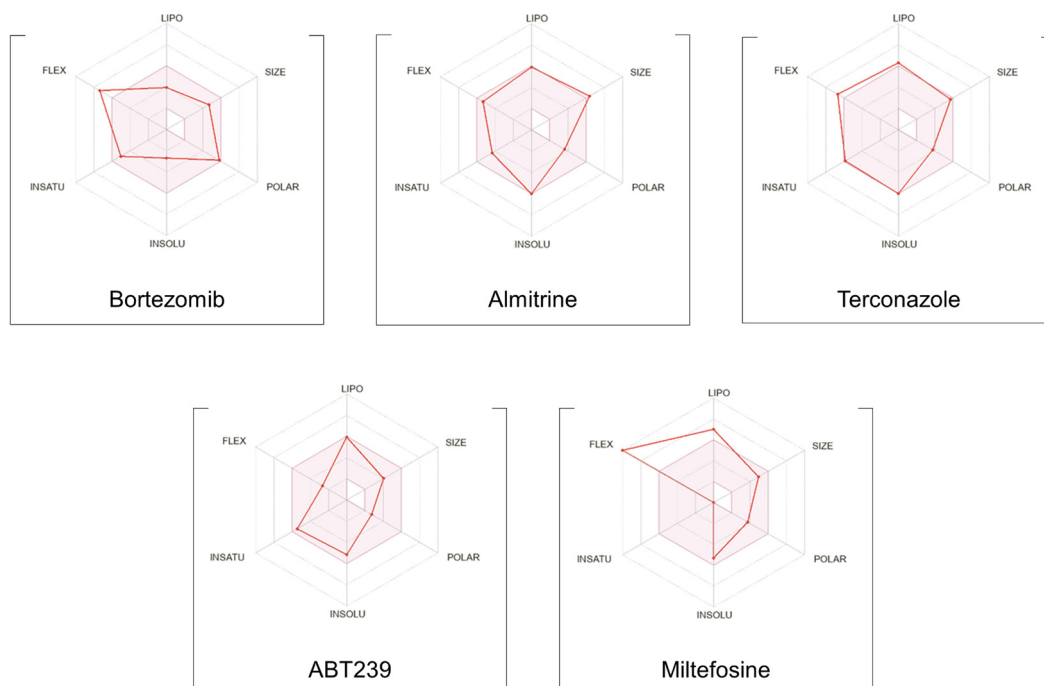 LIPO
FLEX
SIZE
INSATU
POLAR
INSOLU
Bortezomib
LIPO
FLEX
SIZE
INSATU
POLAR
INSOLU
Almitrine
LIPO
FLEX
SIZE
INSATU
POLAR
INSOLU
Terconazole
LIPO
FLEX
SIZE
INSATU
POLAR
INSOLU
ABT239
LIPO
FLEX
SIZE
INSATU
POLAR
INSOLU
Miltefosine